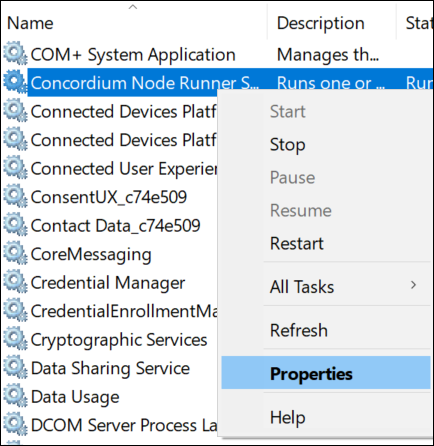 Name Description Stat
COM+ System Application Manages th...
Concordium Node Runner S... Runs one or ... Run
Connected Devices Platf
Start
Connected Devices Platf
Stop
Connected User Experien
Pause
ConsentUX_c74e509
Contact Data_c74e509
Resume
CoreMessaging
Restart
Credential Manager
All Tasks
CredentialEnrollmentMa
Refresh
Cryptographic Services
Data Sharing Service
Properties
Data Usage
DCOM Server Process La
Help